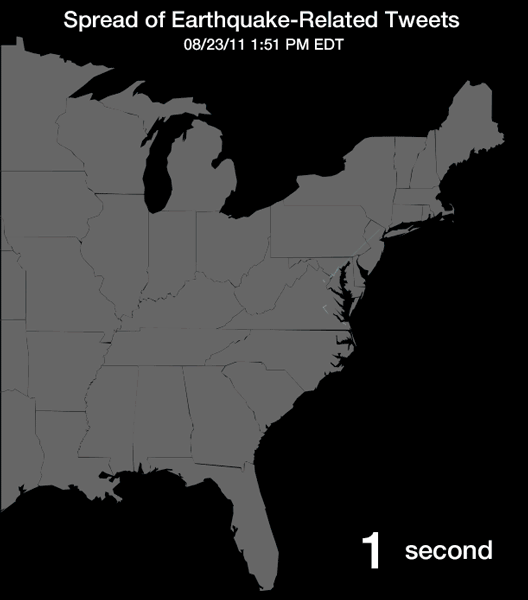 Spread of Earthquake-Related Tweets
08/23/11 1:51 PM EDT
1 second